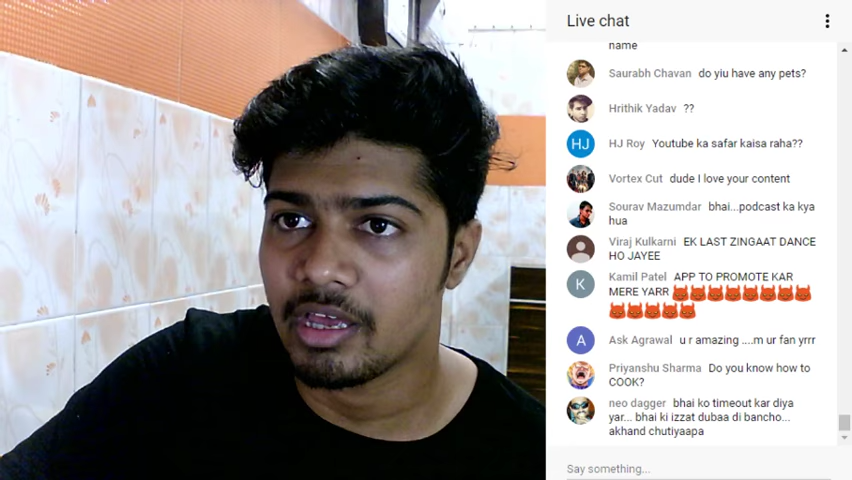 Live chat
name
Saurabh Chavan do yiu have any pets?
Hrithik Yadav ??
HJ
HJ Roy Youtube ka safar kaisa raha??
Vortex Cut dude I love your content
Sourav Mazumdar bhai...podcast ka kya
hua
Viraj Kulkarni EK LAST ZINGAAT DANCE
HO JAYEE
K
Kamil Patel APP TO PROMOTE KAR
MERE YARR
A
Ask Agrawal u r amazing ....m ur fan yrrr
Priyanshu Sharma Do you know how to
COOK?
neo dagger bhai ko timeout kar diya
yar... bhai ki izzat dubaa di bancho...
akhand chutiyaapa
Say something...